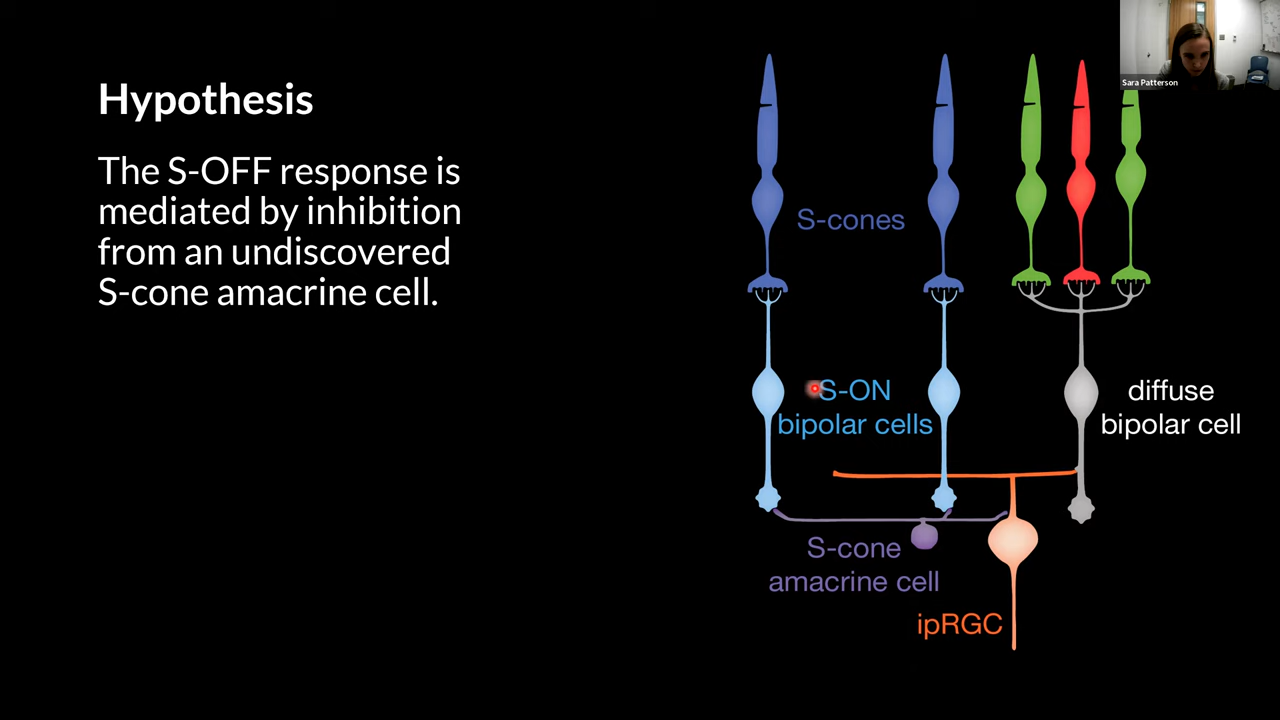 Hypothesis
The S-OFF response is
mediated by inhibition
from an undiscovered
S-cone amacrine cell.
Sara Patterson
S-cones
S-ON
bipolar cells
diffuse
bipolar cell
S-cone
amacrine cell
ipRGC